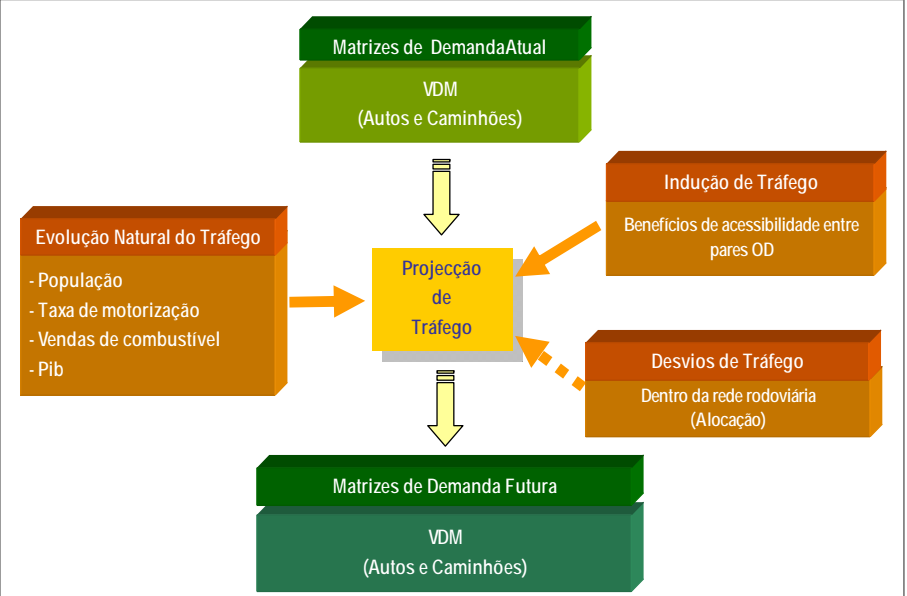 Matrizes de DemandaAtual
VDM
(Autos e Caminhões)
Indução de Tráfego
Benefícios de acessibilidade entre
pares OD
Evolução Natural do Tráfego
- População
- Taxa de motorização
- Vendas de combustível
- Pib
Projecção
de
Tráfego
Desvios de Tráfego
Dentro da rede rodoviária
(Alocação)
Matrizes de Demanda Futura
VDM
(Autos e Caminhões)